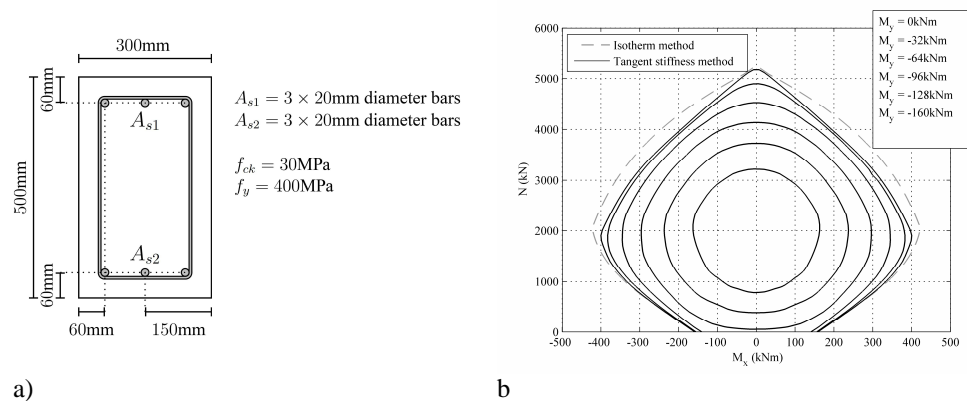 300mm
60mm
500mm
60mm
60mm
150mm
A_{s1}
A_{s2}
A_{s1} = 3 × 20mm diameter bars
A_{s2} = 3 × 20mm diameter bars
f_{ck} = 30MPa
f_y = 400MPa
a)
Isotherm method
Tangent stiffness method
M_y = 0kNm
M_y = -32kNm
M_y = -64kNm
M_y = -96kNm
M_y = -128kNm
M_y = -160kNm
N (kN)
6000
5000
4000
3000
2000
1000
0
-500 -400 -300 -200 -100 0 100 200 300 400 500
M_x (kNm)
b